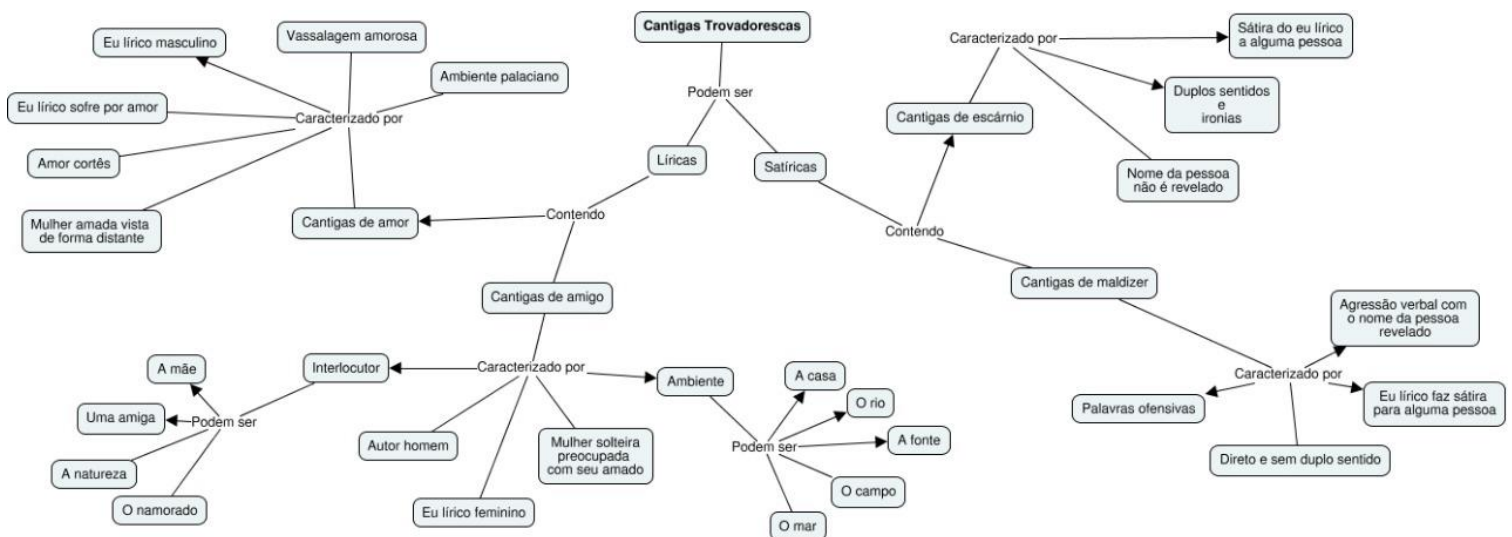 Cantigas Trovadorescas
Podem ser
Líricas
Satíricas
Contendo
Cantigas de amor
Caracterizado por
Eu lírico masculino
Vassalagem amorosa
Ambiente palaciano
Eu lírico sofre por amor
Amor cortês
Mulher amada vista
de forma distante
Cantigas de amigo
Caracterizado por
Interlocutor
Podem ser
A mãe
Uma amiga
A natureza
O namorado
Autor homem
Eu lírico feminino
Mulher solteira
preocupada
com seu amado
Ambiente
Podem ser
A casa
O rio
A fonte
O campo
O mar
Contendo
Cantigas de escárnio
Caracterizado por
Sátira do eu lírico
a alguma pessoa
Duplos sentidos
e
ironias
Nome da pessoa
não é revelado
Cantigas de maldizer
Caracterizado por
Agressão verbal com
o nome da pessoa
revelado
Palavras ofensivas
Eu lírico faz sátira
para alguma pessoa
Direto e sem duplo sentido